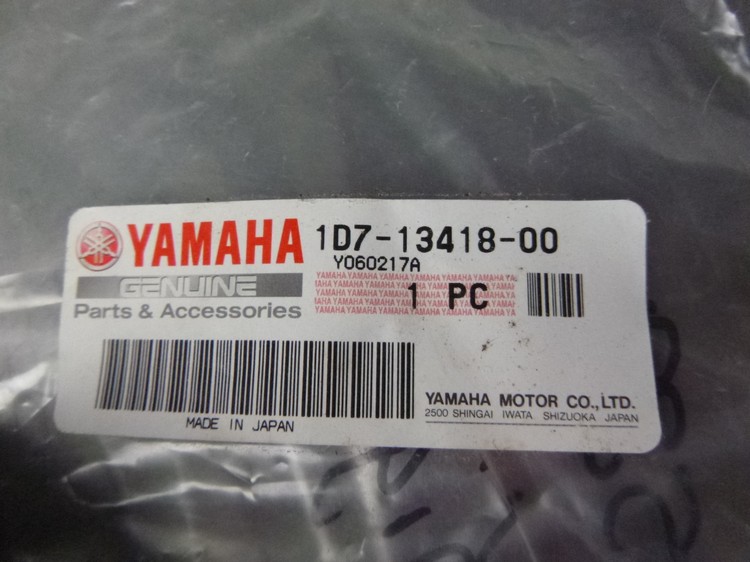 YAMAHA
GENUINE
Parts & Accessories
1D7-13418-00
Y060217A
1 PC
MADE IN JAPAN
YAMAHA MOTOR CO.,LTD.
2500 SHINGAI IWATA SHIZUOKA JAPAN